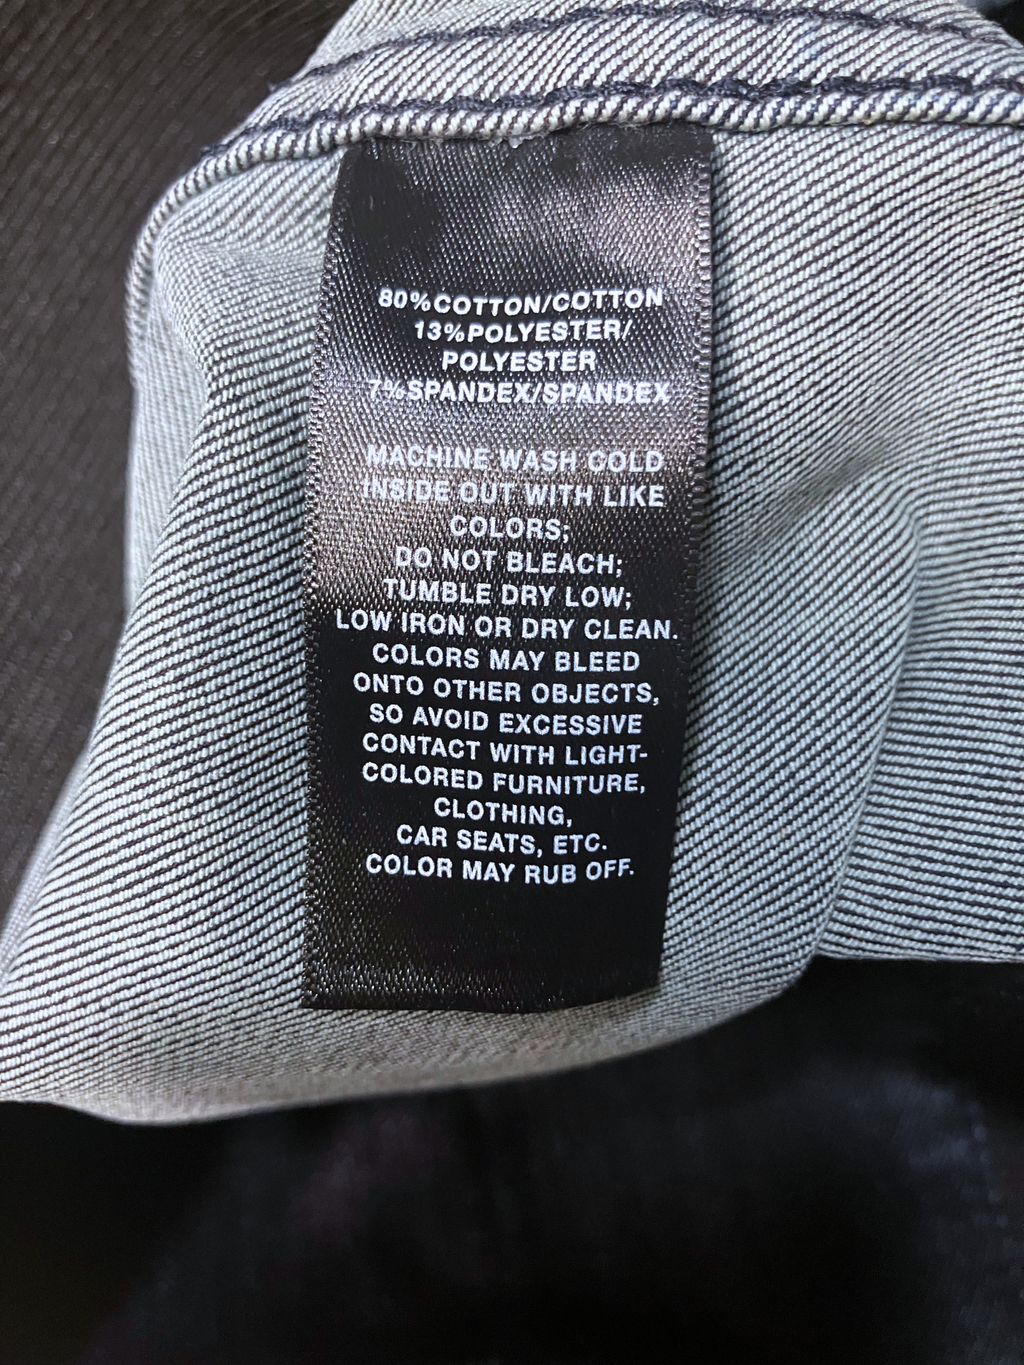 80%COTTON/COTTON
13%POLYESTER/
POLYESTER
7%SPANDEX/SPANDEX
MACHINE WASH COLD
INSIDE OUT WITH LIKE
COLORS;
DO NOT BLEACH;
TUMBLE DRY LOW;
LOW IRON OR DRY CLEAN.
COLORS MAY BLEED
ONTO OTHER OBJECTS,
SO AVOID EXCESSIVE
CONTACT WITH LIGHT-
COLORED FURNITURE,
CLOTHING,
CAR SEATS, ETC.
COLOR MAY RUB OFF.